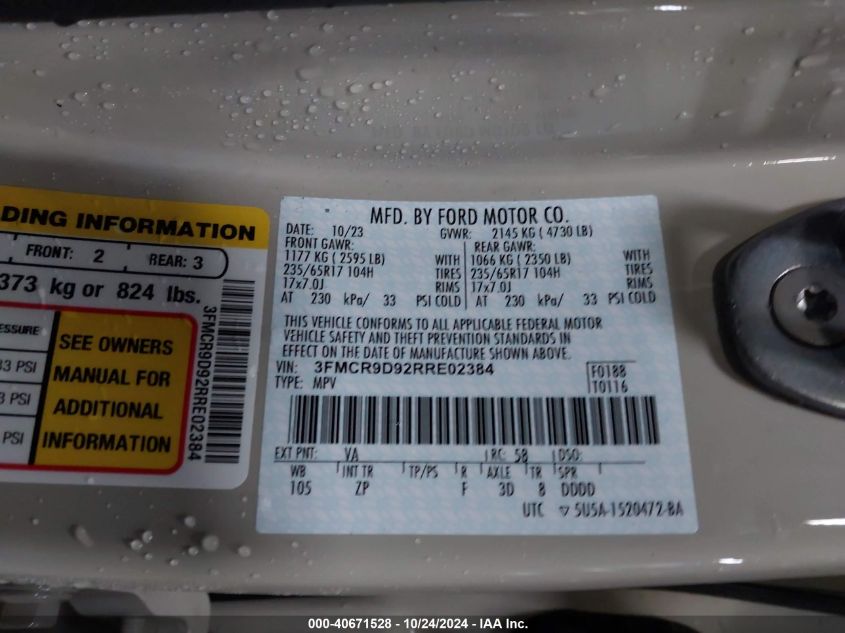 DING INFORMATION
FRONT: 2
REAR: 3
373 kg or 824 lbs.
ESSURE
33 PSI
3 PSI
PSI
SEE OWNERS
MANUAL FOR
ADDITIONAL
INFORMATION
3FMCR9D92RRE02384
MFD. BY FORD MOTOR CO.
DATE: 10/23 GVWR: 2145 KG ( 4730 LB)
FRONT GAWR: REAR GAWR:
1177 KG ( 2595 LB) WITH 1066 KG ( 2350 LB) WITH
235/65R17 104H TIRES 235/65R17 104H TIRES
17x7.0J RIMS 17x7.0J RIMS
AT 230 kPa/ 33 PSI COLD AT 230 kPa/ 33 PSI COLD
THIS VEHICLE CONFORMS TO ALL APPLICABLE FEDERAL MOTOR
VEHICLE SAFETY AND THEFT PREVENTION STANDARDS IN
EFFECT ON THE DATE OF MANUFACTURE SHOWN ABOVE.
VIN: 3FMCR9D92RRE02384 F0188
TYPE: MPV T0116
EXT PNT: VA RC: 58 DSO:
WB INT TR TP/PS R AXLE TR SPR
105 ZP F 3D 8 DDDD
UTC ▽ 5U5A-1520472-BA
000-40671528 - 10/24/2024 - IAA Inc.